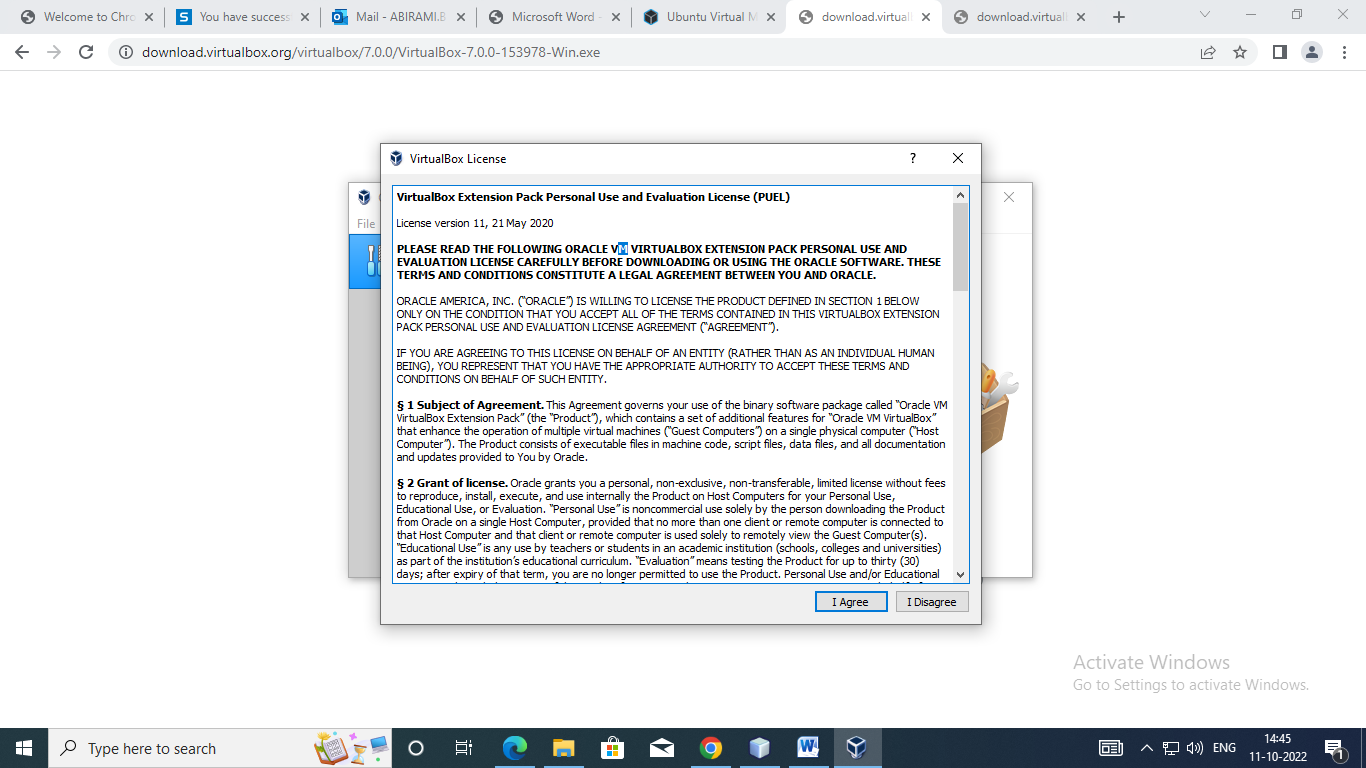 Welcome to Chro
You have success
Mail - ABIRAMI.B
Microsoft Word -
Ubuntu Virtual M
download.virtual
download.virtual
download.virtualbox.org/virtualbox/7.0.0/VirtualBox-7.0.0-153978-Win.exe
VirtualBox License
?
File
VirtualBox Extension Pack Personal Use and Evaluation License (PUEL)
License version 11, 21 May 2020
PLEASE READ THE FOLLOWING ORACLE VM VIRTUALBOX EXTENSION PACK PERSONAL USE AND
EVALUATION LICENSE CAREFULLY BEFORE DOWNLOADING OR USING THE ORACLE SOFTWARE. THESE
TERMS AND CONDITIONS CONSTITUTE A LEGAL AGREEMENT BETWEEN YOU AND ORACLE.
ORACLE AMERICA, INC. (“ORACLE”) IS WILLING TO LICENSE THE PRODUCT DEFINED IN SECTION 1 BELOW
ONLY ON THE CONDITION THAT YOU ACCEPT ALL OF THE TERMS CONTAINED IN THIS VIRTUALBOX EXTENSION
PACK PERSONAL USE AND EVALUATION LICENSE AGREEMENT (“AGREEMENT”).
IF YOU ARE AGREEING TO THIS LICENSE ON BEHALF OF AN ENTITY (RATHER THAN AS AN INDIVIDUAL HUMAN
BEING), YOU REPRESENT THAT YOU HAVE THE APPROPRIATE AUTHORITY TO ACCEPT THESE TERMS AND
CONDITIONS ON BEHALF OF SUCH ENTITY.
§ 1 Subject of Agreement. This Agreement governs your use of the binary software package called “Oracle VM
VirtualBox Extension Pack” (the “Product”), which contains a set of additional features for “Oracle VM VirtualBox”
that enhance the operation of multiple virtual machines (“Guest Computers”) on a single physical computer (“Host
Computer”). The Product consists of executable files in machine code, script files, data files, and all documentation
and updates provided to You by Oracle.
§ 2 Grant of license. Oracle grants you a personal, non-exclusive, non-transferable, limited license without fees
to reproduce, install, execute, and use internally the Product on Host Computers for your Personal Use,
Educational Use, or Evaluation. “Personal Use” is noncommercial use solely by the person downloading the Product
from Oracle on a single Host Computer, provided that no more than one client or remote computer is connected to
that Host Computer and that client or remote computer is used solely to remotely view the Guest Computer(s).
“Educational Use” is any use by teachers or students in an academic institution (schools, colleges and universities)
as part of the institution’s educational curriculum. “Evaluation” means testing the Product for up to thirty (30)
days; after expiry of that term, you are no longer permitted to use the Product. Personal Use and/or Educational
I Agree
I Disagree
Activate Windows
Go to Settings to activate Windows.
Type here to search
ENG
14:45
11-10-2022
1